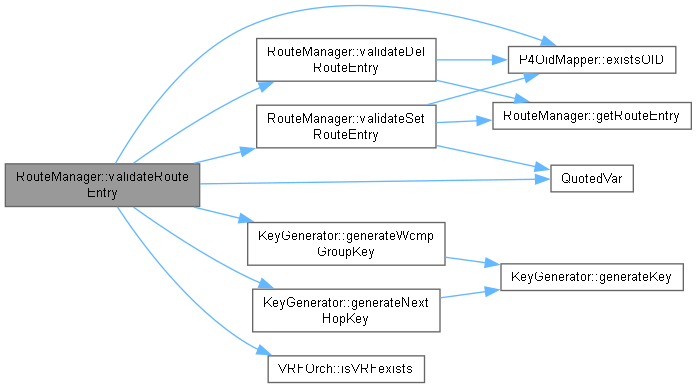 RouteManager::validateRoute
Entry
RouteManager::validateDel
RouteEntry
RouteManager::validateSet
RouteEntry
KeyGenerator::generateWcmp
GroupKey
KeyGenerator::generateNext
HopKey
VRFOrch::isVRFexists
P4OidMapper::existsOID
RouteManager::getRouteEntry
QuotedVar
KeyGenerator::generateKey